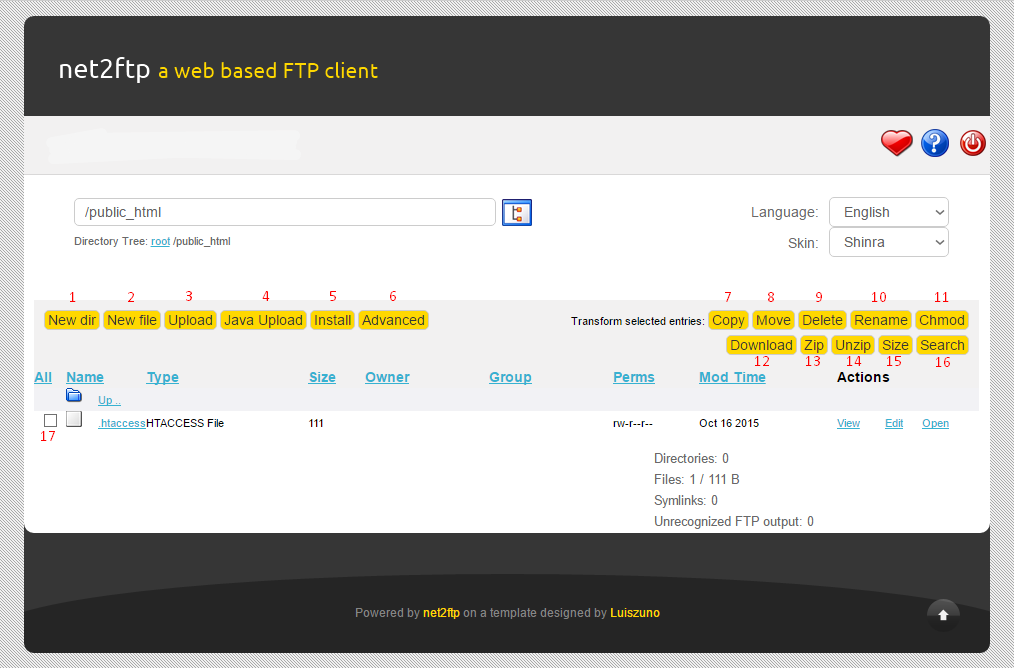 net2ftp a web based FTP client
/public_html
Language: English
Directory Tree: root /public_html
Skin: Shinra
1 2 3 4 5 6 7 8 9 10 11
New dir New file Upload Java Upload Install Advanced Transform selected entries: Copy Move Delete Rename Chmod
Download Zip Unzip Size Search
12 13 14 15 16
All Name Type Size Owner Group Perms Mod Time Actions
Up ..
.htaccess HTACCESS File 111 rw-r--r-- Oct 16 2015 View Edit Open
17
Directories: 0
Files: 1 / 111 B
Symlinks: 0
Unrecognized FTP output: 0
Powered by net2ftp on a template designed by Luiszuno